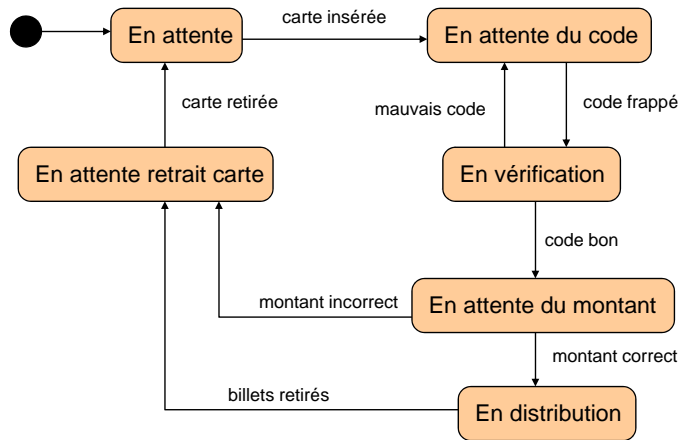 En attente
carte insérée
En attente du code
carte retirée
mauvais code
code frappé
En attente retrait carte
En vérification
code bon
montant incorrect
En attente du montant
montant correct
billets retirés
En distribution